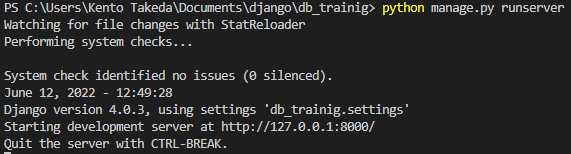 PS C:\Users\Kento Takeda\Documents\django\db_trainig> python manage.py runserver
Watching for file changes with StatReloader
Performing system checks...
System check identified no issues (0 silenced).
June 12, 2022 - 12:49:28
Django version 4.0.3, using settings 'db_trainig.settings'
Starting development server at http://127.0.0.1:8000/
Quit the server with CTRL-BREAK.